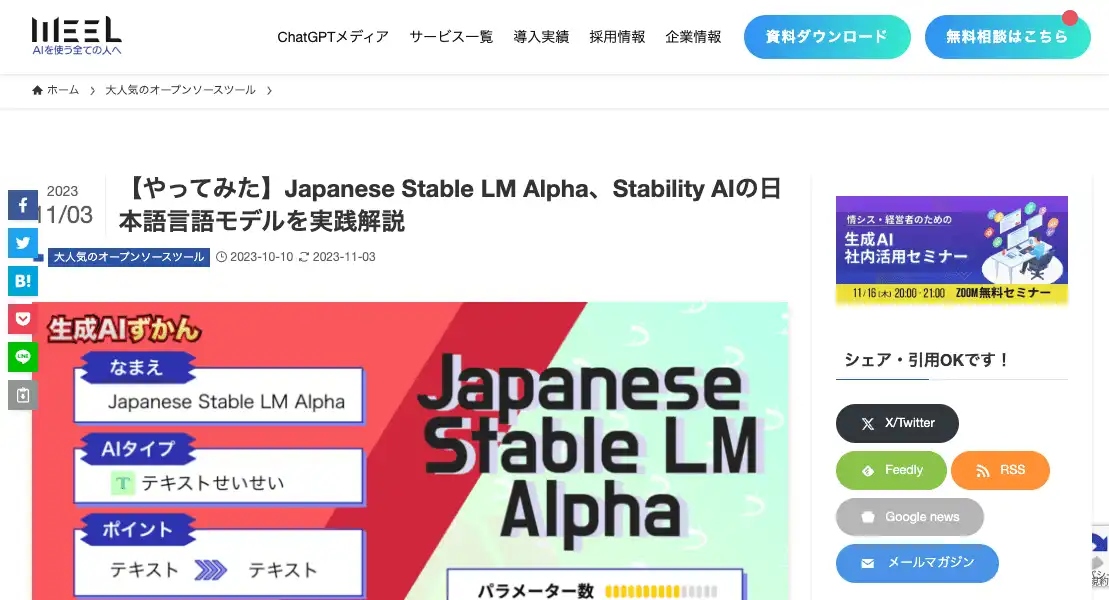 WEEL
AIを使う全ての人へ
ChatGPTメディア
サービス一覧
導入実績
採用情報
企業情報
資料ダウンロード
無料相談はこちら
ホーム
大人気のオープンソースツール
2023
11/03
【やってみた】Japanese Stable LM Alpha、Stability AIの日
本語言語モデルを実践解説
大人気のオープンソースツール
2023-10-10
2023-11-03
B!
LINE
生成AIずかん
なまえ
Japanese Stable LM Alpha
AIタイプ
T
テキストせいせい
ポイント
テキスト
テキスト
Japanese
Stable LM
Alpha
パラメーター数
情シス・経営者のための
生成AI
社内活用セミナー
11/16(木) 20:00 - 21:00 ZOOM無料セミナー
シェア・引用OKです！
X/Twitter
Feedly
RSS
Google news
メールマガジン